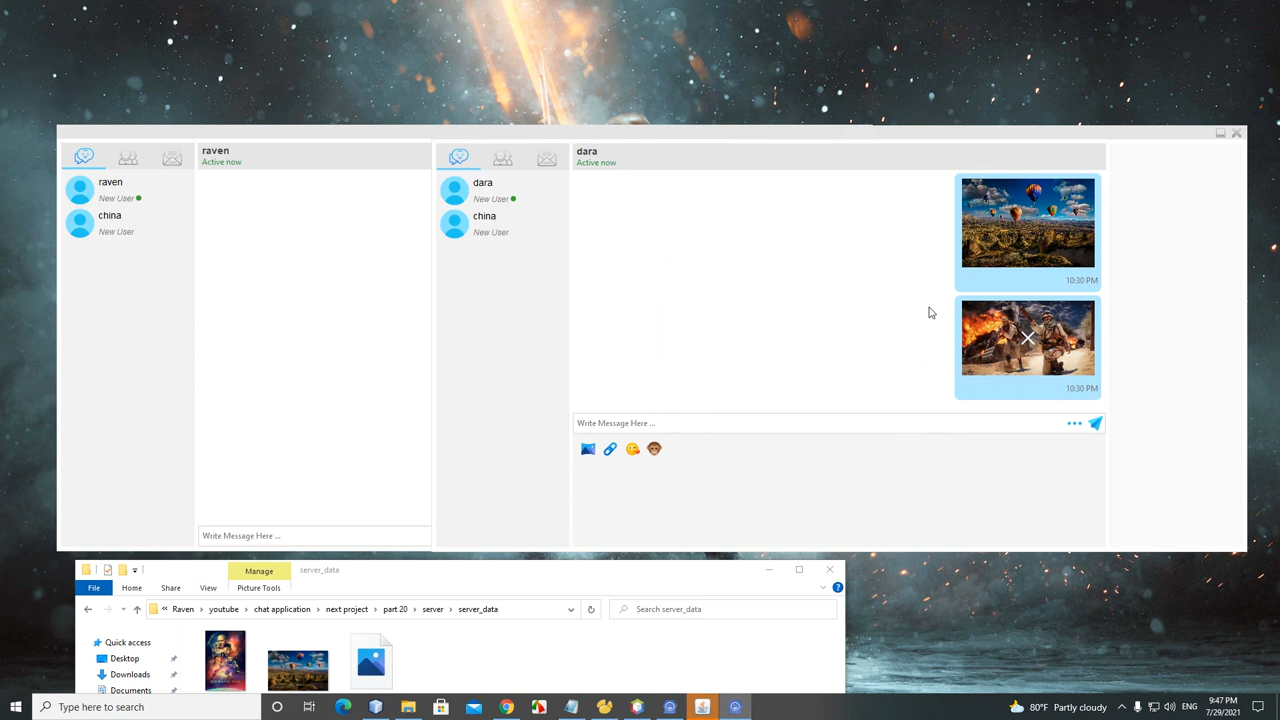 raven
Active now
raven
New User
china
New User
Write Message Here ...
dara
Active now
dara
New User
china
New User
10:30 PM
10:30 PM
Write Message Here ...
Manage
server_data
File
Home
Share
View
Picture Tools
« Raven › youtube › chat application › next project › part 20 › server › server_data
Search server_data
Quick access
Desktop
Downloads
Documents
Type here to search
80°F Partly cloudy
ENG
9:47 PM
7/29/2021